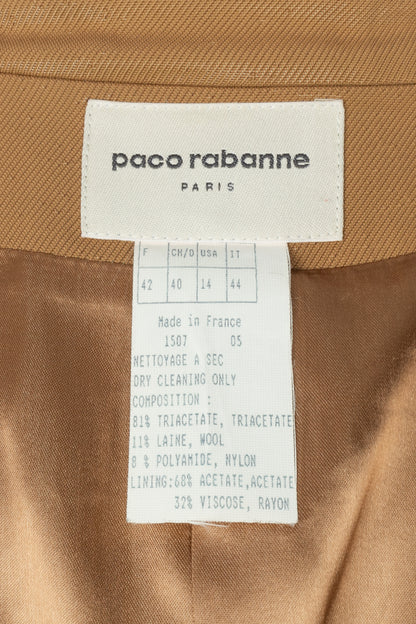 paco rabanne
PARIS
F CH/D USA IT
42 40 14 44
Made in France
1507 05
NETTOYAGE A SEC
DRY CLEANING ONLY
COMPOSITION :
81% TRIACETATE, TRIACETATE
11% LAINE, WOOL
8 % POLYAMIDE, NYLON
LINING:68% ACETATE,ACETATE
32% VISCOSE, RAYON